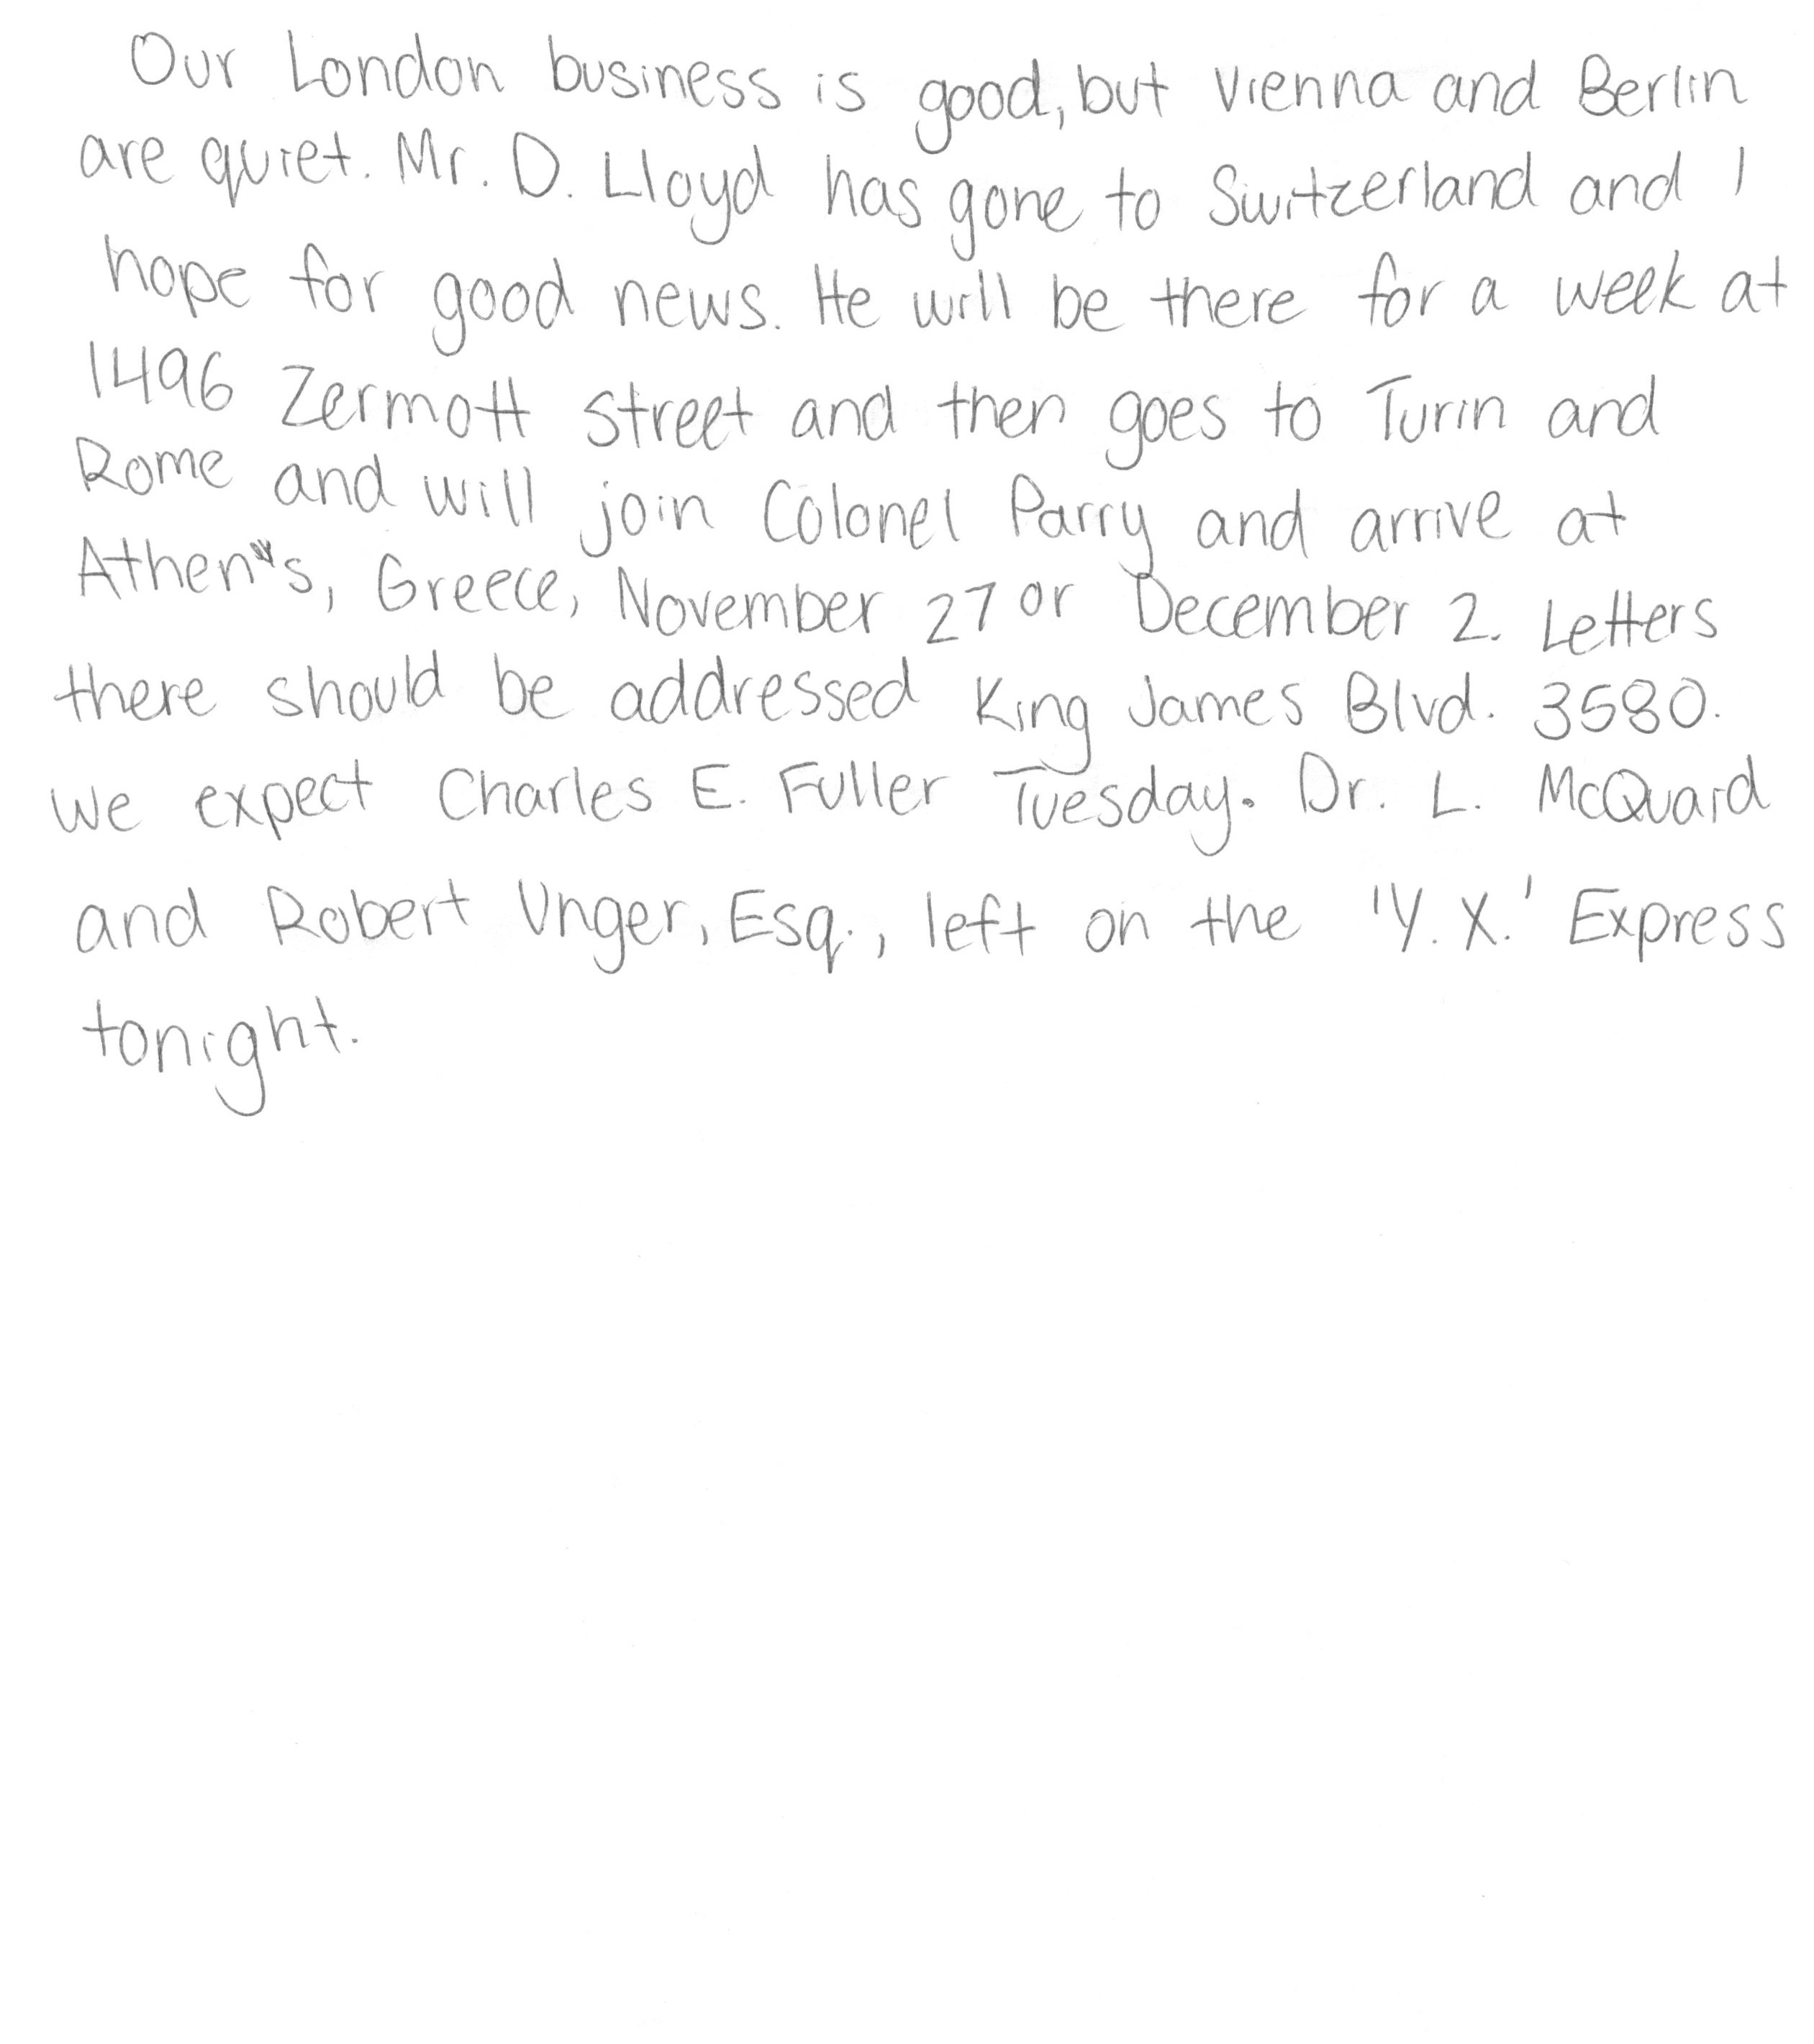 Our London business is good, but Vienna and Berlin
are quiet. Mr. D. Lloyd has gone to Switzerland and I
hope for good news. He will be there for a week at
1496 Zermott street and then goes to Turin and
Rome and will join Colonel Parry and arrive at
Athens, Greece, November 27 or December 2. Letters
there should be addressed King James Blvd. 3580.
We expect Charles E. Fuller Tuesday. Dr. L. McQuaid
and Robert Unger, Esq., left on the 'Y. X.' Express
tonight.